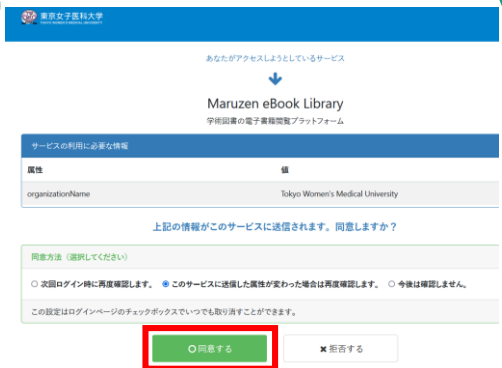 東京女子医科大学
TOKYO WOMEN'S MEDICAL UNIVERSITY
あなたがアクセスしようとしているサービス
Maruzen eBook Library
学術図書の電子書籍閲覧プラットフォーム
サービスの利用に必要な情報
属性 値
organizationName Tokyo Women's Medical University
上記の情報がこのサービスに送信されます。同意しますか？
同意方法（選択してください）
次回ログイン時に再度確認します。 このサービスに送信した属性が変わった場合は再度確認します。 今後は確認しません。
この設定はログインページのチェックボックスでいつでも取り消すことができます。
同意する 拒否する